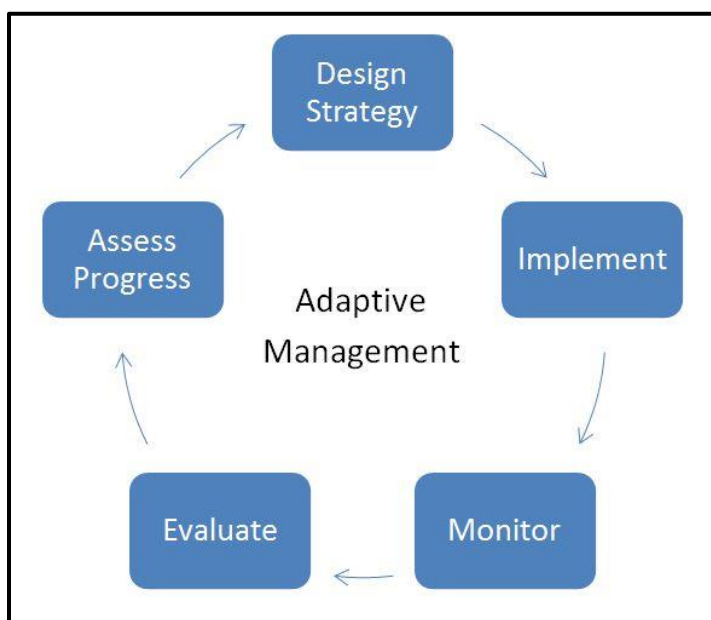 Design
Strategy
Implement
Monitor
Evaluate
Assess
Progress
Adaptive
Management